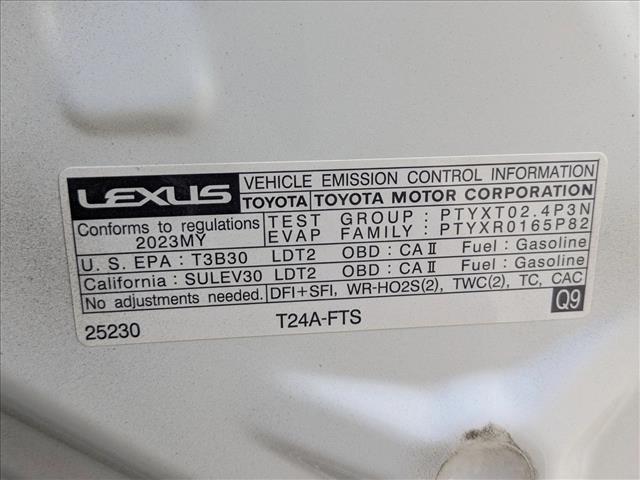 LEXUS VEHICLE EMISSION CONTROL INFORMATION
TOYOTA TOYOTA MOTOR CORPORATION
Conforms to regulations
2023MY
TEST GROUP : PTYXT02.4P3N
EVAP FAMILY : PTYXR0165P82
U. S. EPA : T3B30 LDT2 OBD : CA II Fuel : Gasoline
California : SULEV30 LDT2 OBD : CA II Fuel : Gasoline
No adjustments needed. DFI+SFI, WR-HO2S(2), TWC(2), TC, CAC
25230 T24A-FTS Q9